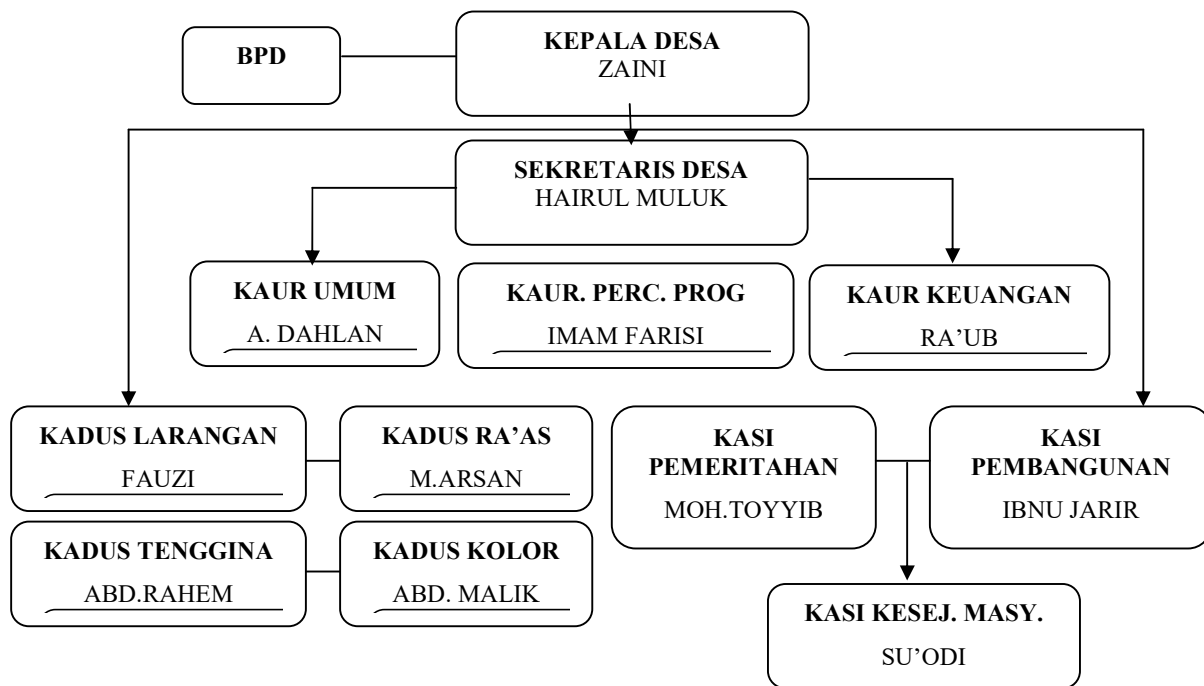 BPD
KEPALA DESA
ZAINI
SEKRETARIS DESA
HAIRUL MULUK
KAUR UMUM
A. DAHLAN
KAUR. PERC. PROG
IMAM FARISI
KAUR KEUANGAN
RA’UB
KADUS LARANGAN
FAUZI
KADUS RA’AS
M.ARSAN
KASI
PEMERITAHAN
MOH.TOYYIB
KASI
PEMBANGUNAN
IBNU JARIR
KADUS TENGGINA
ABD.RAHEM
KADUS KOLOR
ABD. MALIK
KASI KESEJ. MASY.
SU’ODI